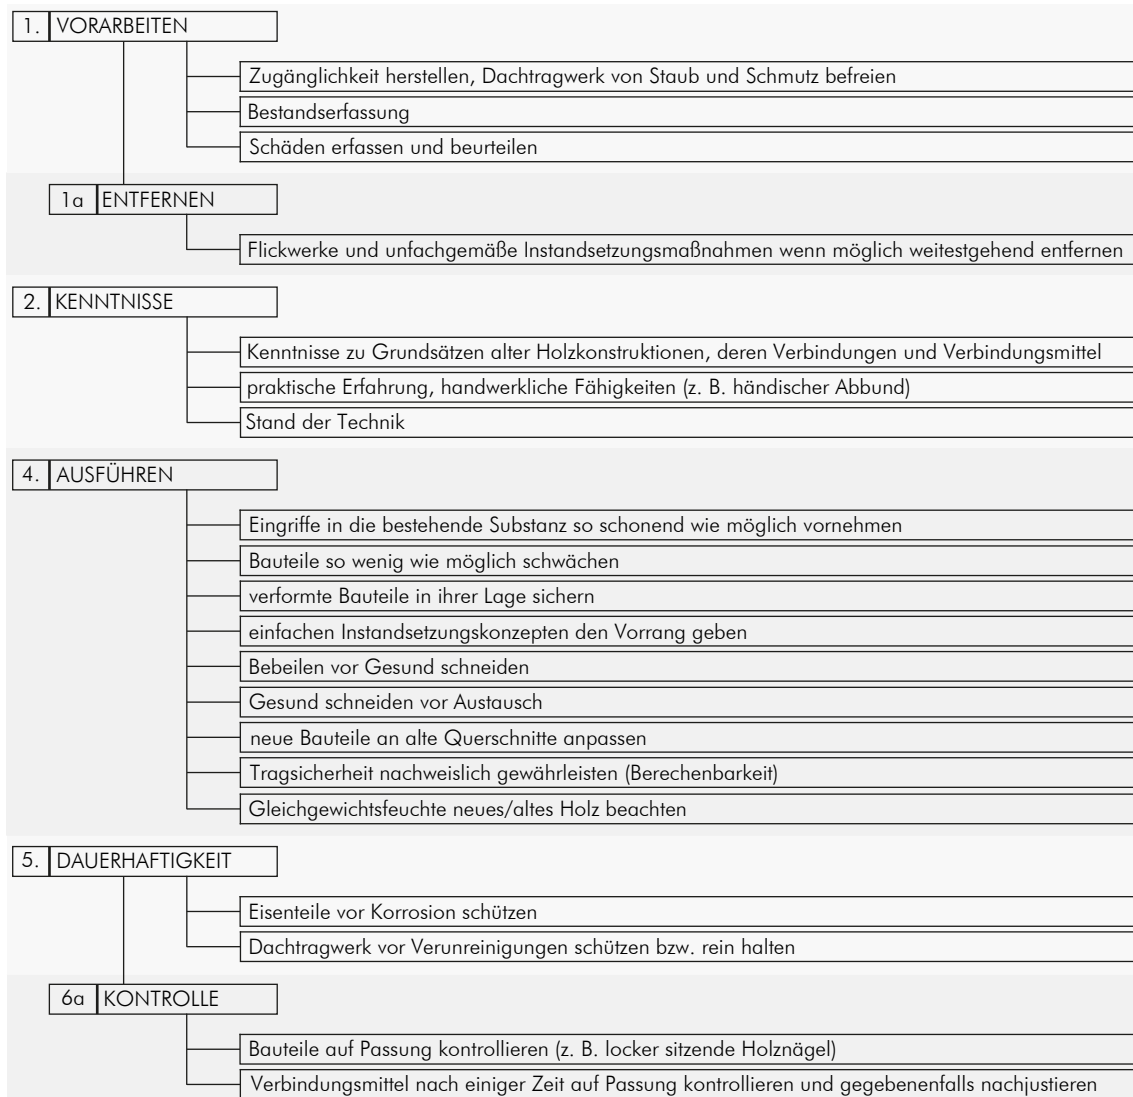 1. VORARBEITEN
Zugänglichkeit herstellen, Dachtragwerk von Staub und Schmutz befreien
Bestandserfassung
Schäden erfassen und beurteilen
1a ENTFERNEN
Flickwerke und unfachgemäße Instandsetzungsmaßnahmen wenn möglich weitestgehend entfernen
2. KENNTNISSE
Kenntnisse zu Grundsätzen alter Holzkonstruktionen, deren Verbindungen und Verbindungsmittel
praktische Erfahrung, handwerkliche Fähigkeiten (z. B. händischer Abbund)
Stand der Technik
4. AUSFÜHREN
Eingriffe in die bestehende Substanz so schonend wie möglich vornehmen
Bauteile so wenig wie möglich schwächen
verformte Bauteile in ihrer Lage sichern
einfachen Instandsetzungskonzepten den Vorrang geben
Bebeilen vor Gesund schneiden
Gesund schneiden vor Austausch
neue Bauteile an alte Querschnitte anpassen
Tragsicherheit nachweislich gewährleisten (Berechenbarkeit)
Gleichgewichtsfeuchte neues/altes Holz beachten
5. DAUERHAFTIGKEIT
Eisenteile vor Korrosion schützen
Dachtragwerk vor Verunreinigungen schützen bzw. rein halten
6a KONTROLLE
Bauteile auf Passung kontrollieren (z. B. locker sitzende Holznägel)
Verbindungsmittel nach einiger Zeit auf Passung kontrollieren und gegebenenfalls nachjustieren